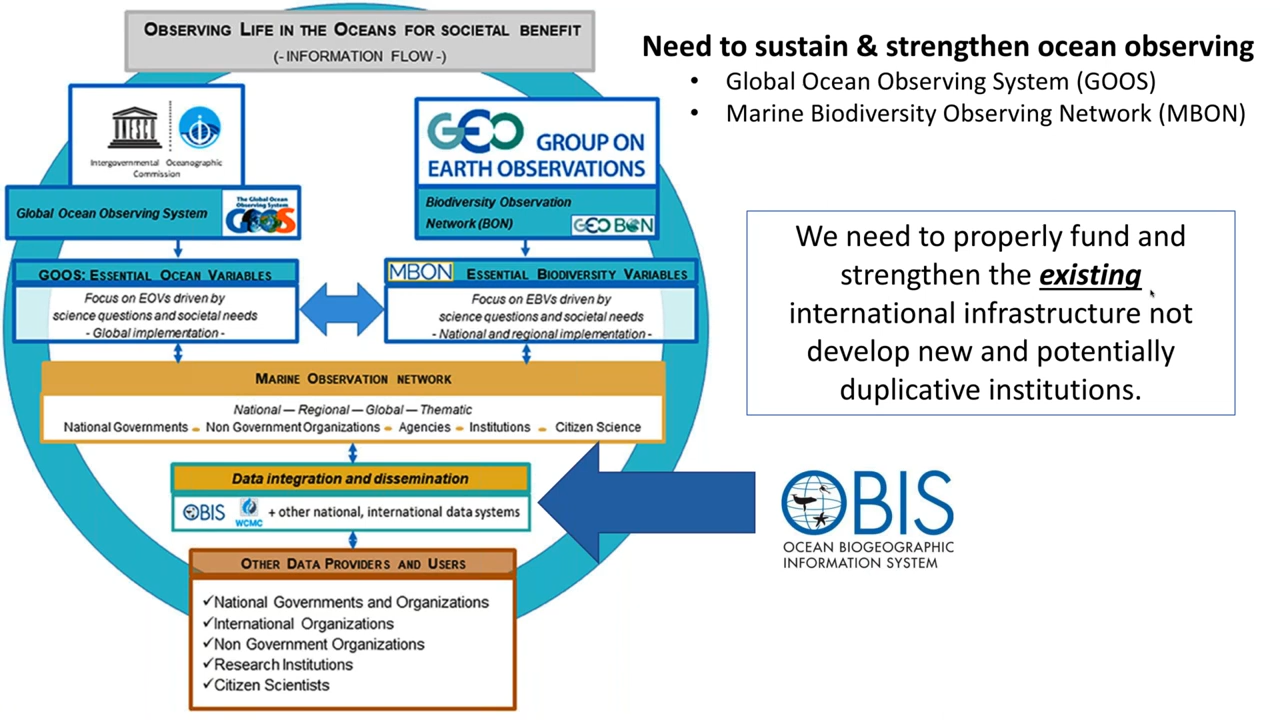 OBSERVING LIFE IN THE OCEANS FOR SOCIETAL BENEFIT
(- INFORMATION FLOW -)
Intergovernmental Oceanographic
Commission
Global Ocean Observing System
The Global Ocean
Observing System
GOOS
GEO GROUP ON
EARTH OBSERVATIONS
Biodiversity Observation
Network (BON)
GEO BON
GOOS: ESSENTIAL OCEAN VARIABLES
Focus on EOVs driven by
science questions and societal needs
- Global implementation -
MBON ESSENTIAL BIODIVERSITY VARIABLES
Focus on EBVs driven by
science questions and societal needs
- National and regional implementation -
MARINE OBSERVATION NETWORK
National — Regional — Global — Thematic
National Governments - Non Government Organizations - Agencies - Institutions - Citizen Science
Data integration and dissemination
OBIS WCMC + other national, international data systems
OTHER DATA PROVIDERS AND USERS
✓National Governments and Organizations
✓International Organizations
✓Non Government Organizations
✓Research Institutions
✓Citizen Scientists
Need to sustain & strengthen ocean observing
• Global Ocean Observing System (GOOS)
• Marine Biodiversity Observing Network (MBON)
We need to properly fund and
strengthen the existing
international infrastructure not
develop new and potentially
duplicative institutions.
OBIS
OCEAN BIOGEOGRAPHIC
INFORMATION SYSTEM